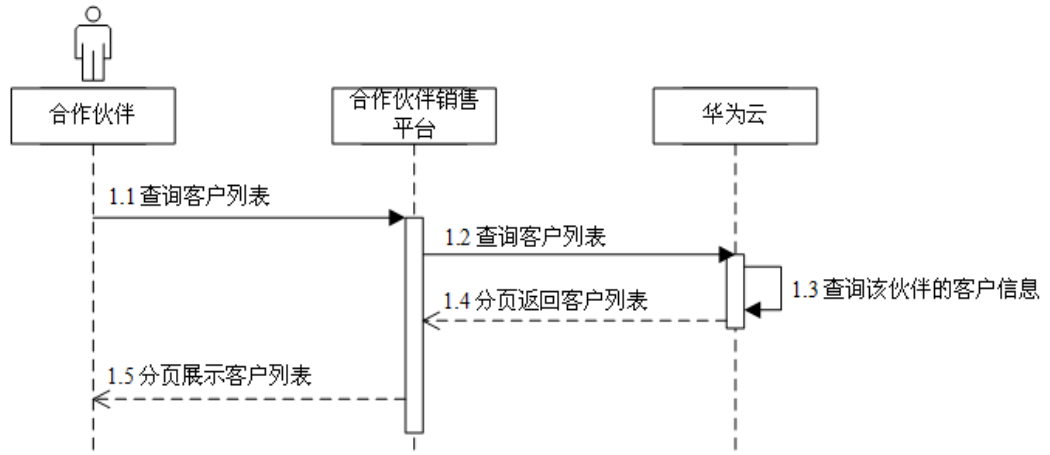 合作伙伴
合作伙伴销售
平台
华为云
1.1 查询客户列表
1.2 查询客户列表
1.3 查询该伙伴的客户信息
1.4 分页返回客户列表
1.5 分页展示客户列表